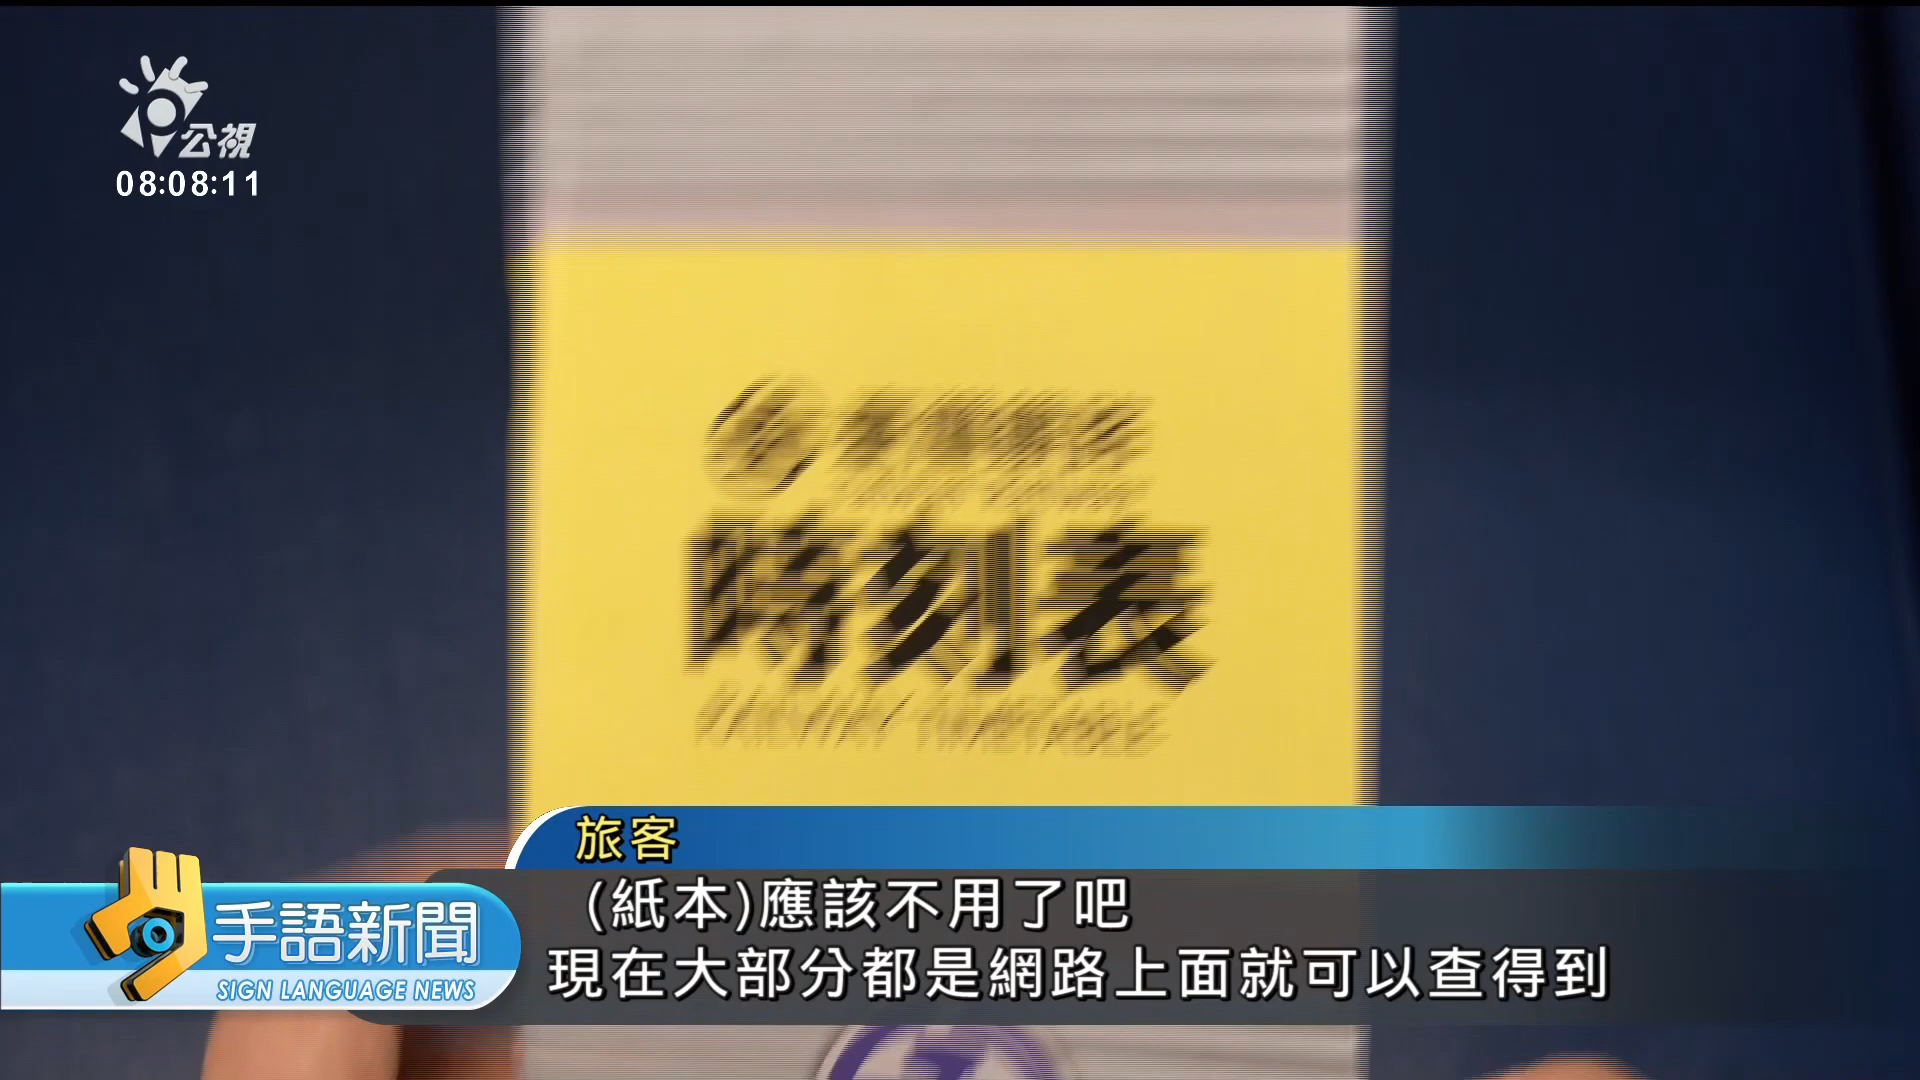 公視
08:08:11
時刻表
RAILWAY TIMETABLE
旅客
(紙本)應該不用了吧
現在大部分都是網路上面就可以查得到
手語新聞
SIGN LANGUAGE NEWS